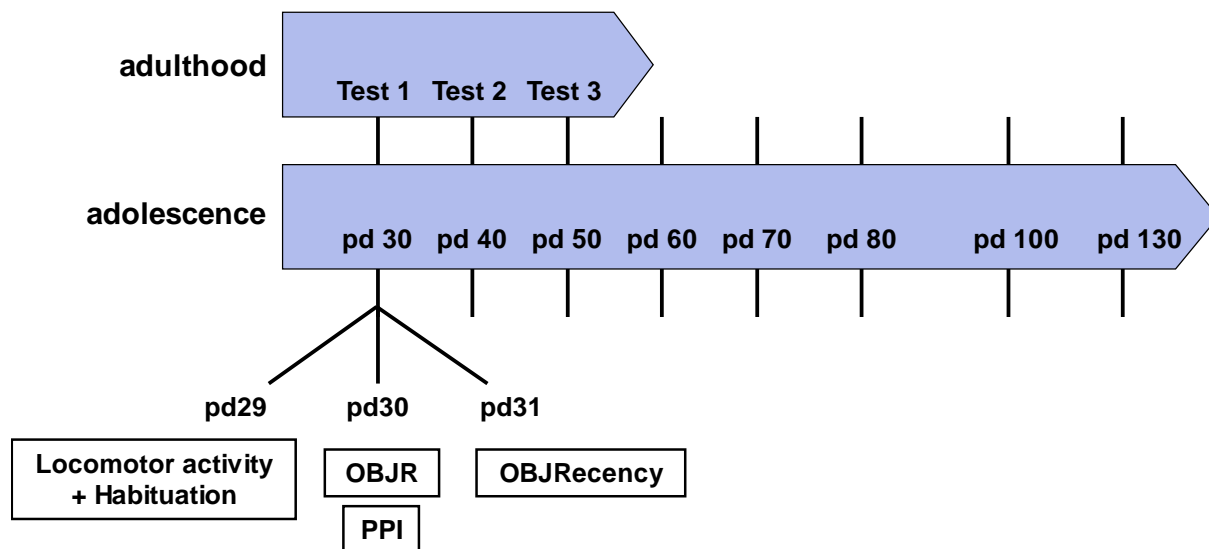 adulthood
Test 1 Test 2 Test 3
adolescence
pd 30 pd 40 pd 50 pd 60 pd 70 pd 80 pd 100 pd 130
pd29 pd30 pd31
Locomotor activity
+ Habituation
OBJR
OBJRecency
PPI